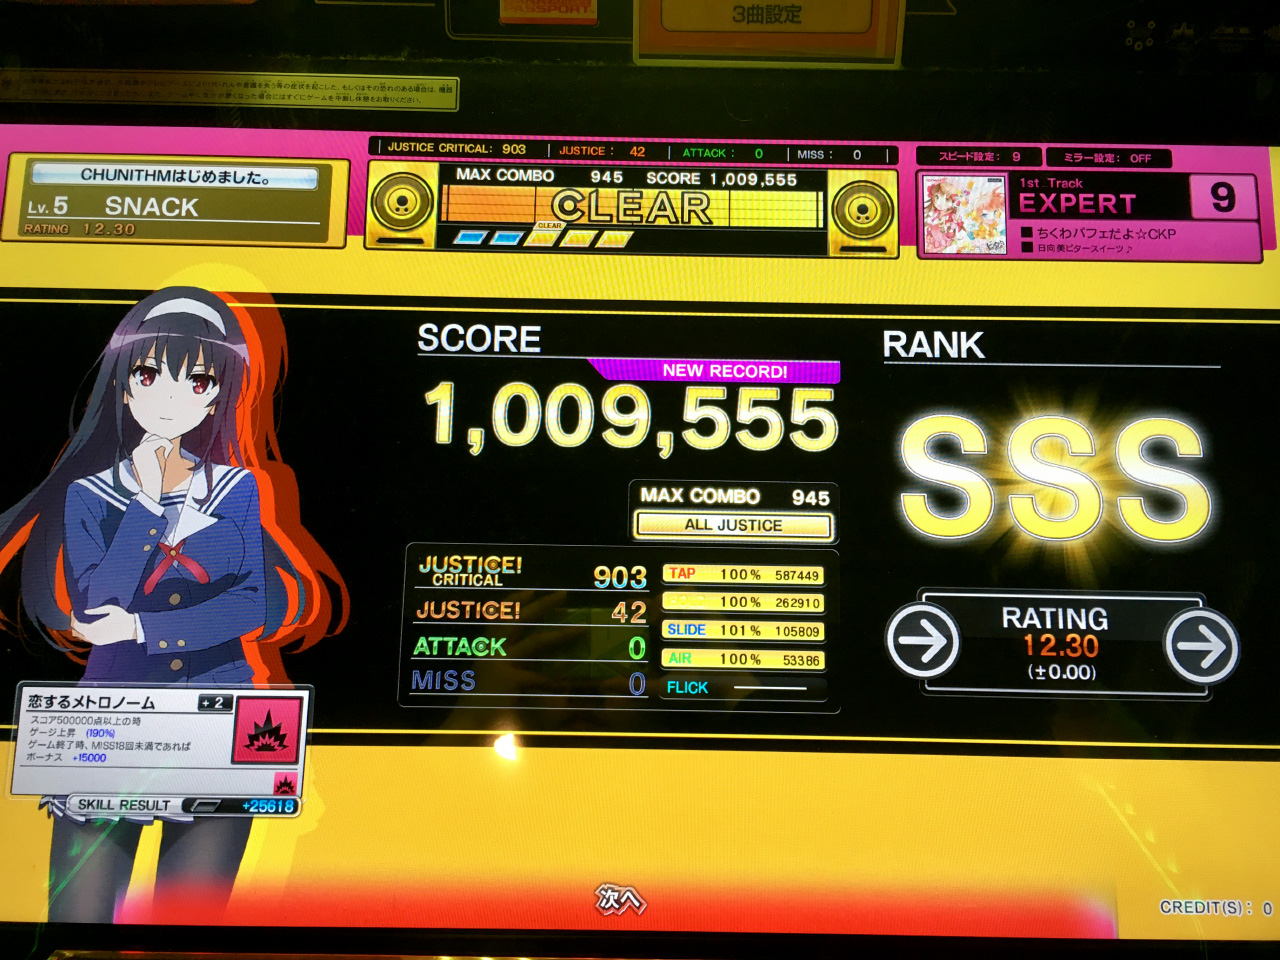 PASSPORT
3曲設定
CHUNITHMはじめました。
Lv.5 SNACK
RATING 12.30
JUSTICE CRITICAL: 903 JUSTICE: 42 ATTACK: 0 MISS: 0
MAX COMBO 945 SCORE 1,009,555
CLEAR
CLEAR
スピード設定: 9 ミラー設定: OFF
1st Track
EXPERT 9
■ちくわパフェだよ☆CKP
■日向美ビタースイーツ♪
SCORE
NEW RECORD!
1,009,555
MAX COMBO 945
ALL JUSTICE
JUSTICE! CRITICAL 903
JUSTICE! 42
ATTACK 0
MISS 0
TAP 100% 587449
100% 262910
SLIDE 101% 105809
AIR 100% 53386
FLICK
RANK
SSS
RATING
12.30
(±0.00)
恋するメトロノーム +2
スコア500000点以上の時
ゲージ上昇 (190%)
ゲーム終了時、MISS18回未満であれば
ボーナス +15000
SKILL RESULT +25618
次へ
CREDIT(S): 0